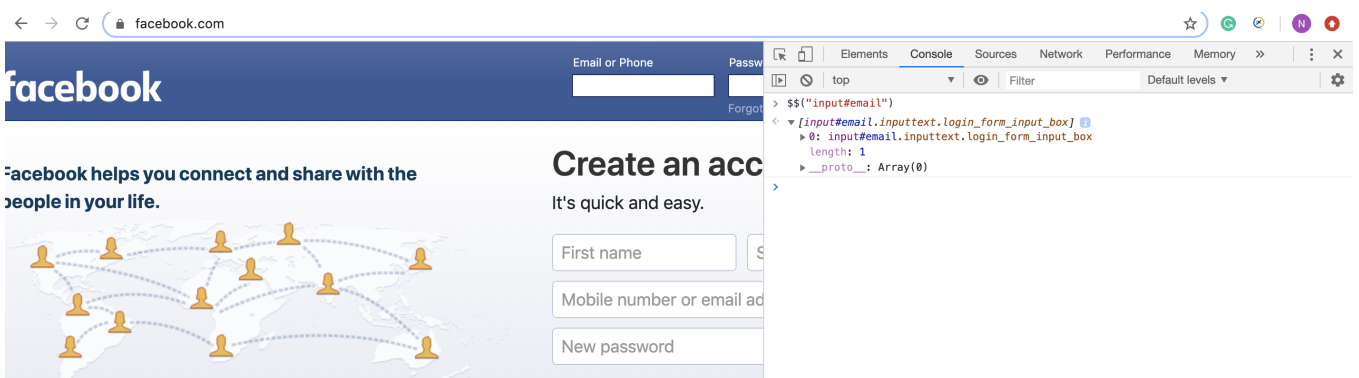 facebook.com
N
facebook
Email or Phone
Passw
Forgot
Facebook helps you connect and share with the
people in your life.
Create an acc
It's quick and easy.
First name
S
Mobile number or email ad
New password
Elements Console Sources Network Performance Memory »
top Filter Default levels ▼
> $$("input#email")
[input#email.inputtext.login_form_input_box] i
0: input#email.inputtext.login_form_input_box
length: 1
__proto__: Array(0)
>